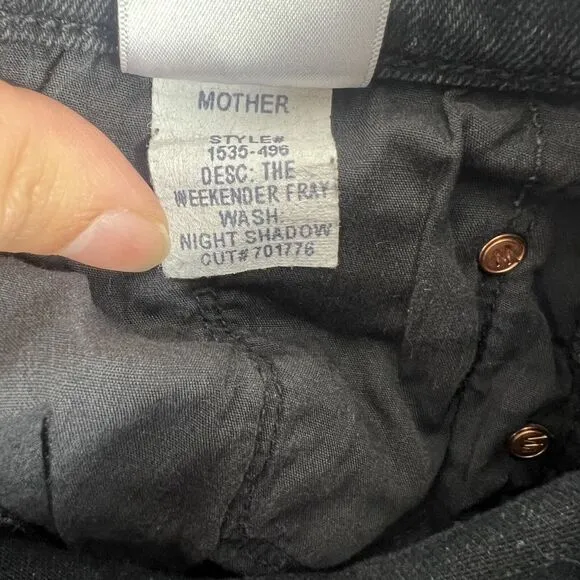 MOTHER
STYLE#
1535-496
DESC: THE
WEEKENDER FRAY
WASH:
NIGHT SHADOW
CUT# 701776
M
M